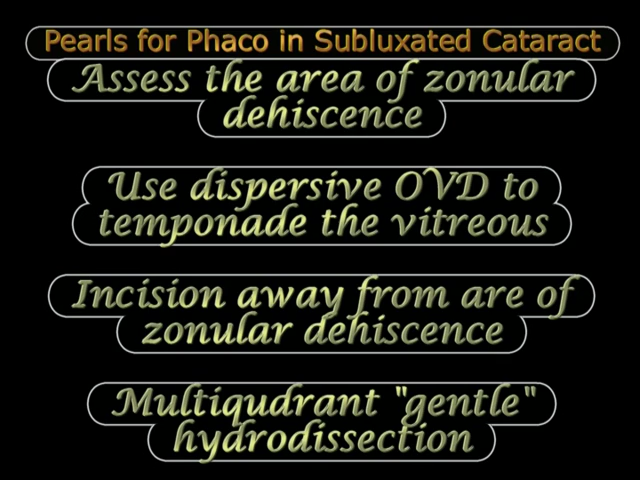 Pearls for Phaco in Subluxated Cataract
Assess the area of zonular
dehiscence
Use dispersive OVD to
temponade the vitreous
Incision away from are of
zonular dehiscence
Multiqudrant "gentle"
hydrodissection